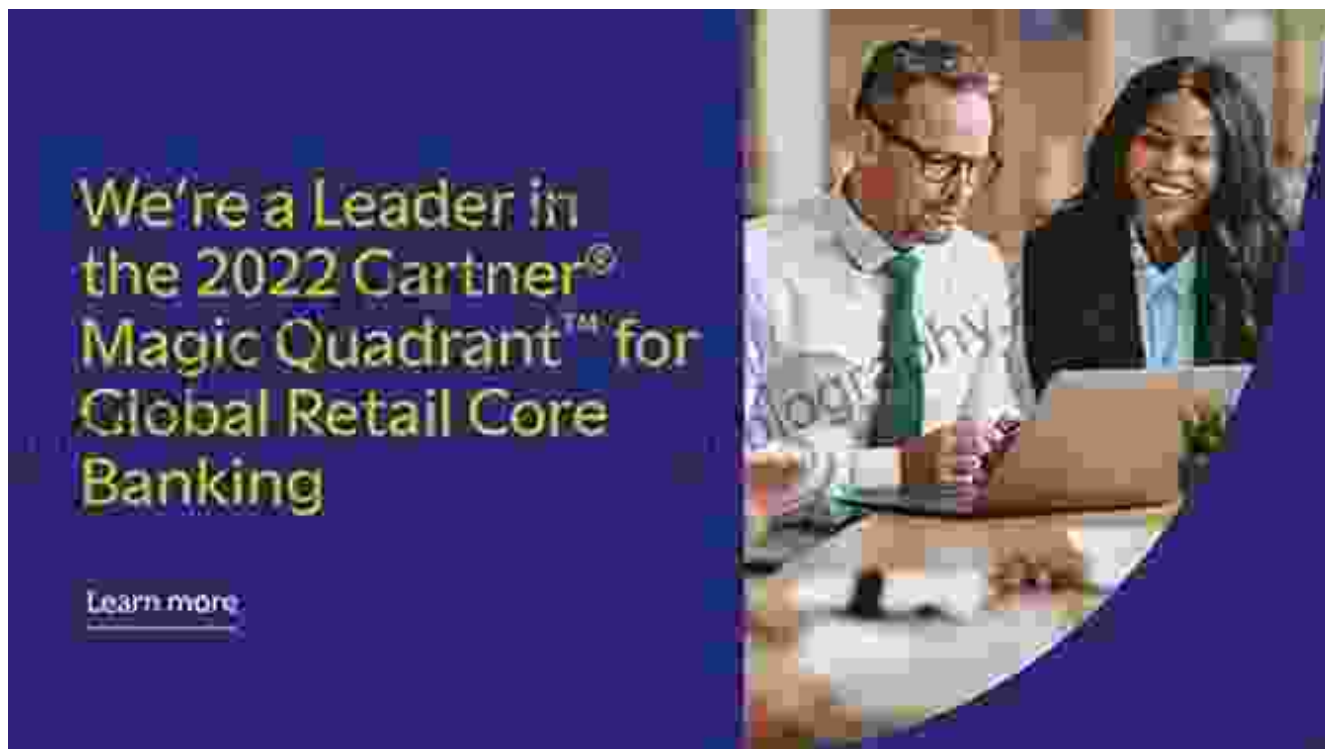 We're a Leader in
the 2022 Gartner®
Magic Quadrant™ for
Global Retail Core
Banking
Learn more